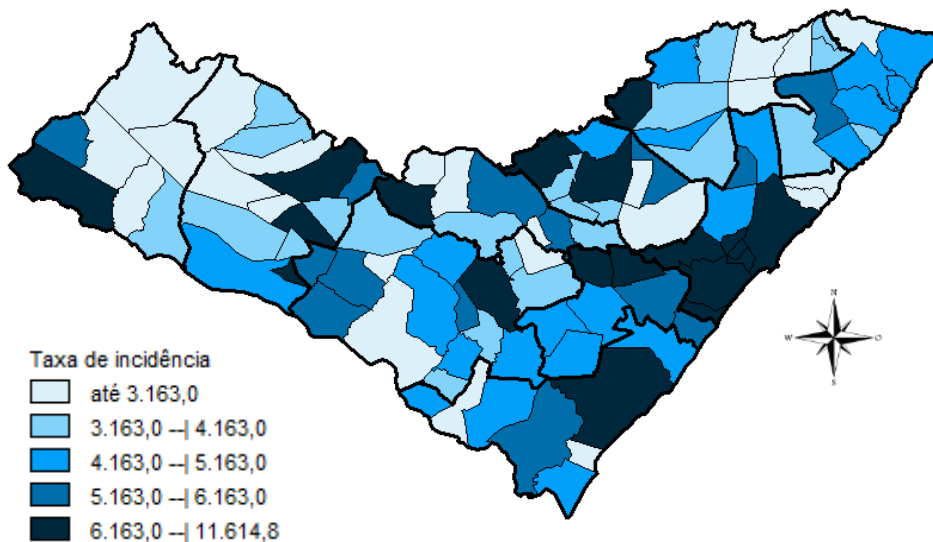 Taxa de incidência
até 3.163,0
3.163,0 --| 4.163,0
4.163,0 --| 5.163,0
5.163,0 --| 6.163,0
6.163,0 --| 11.614,8
N
W
O
S